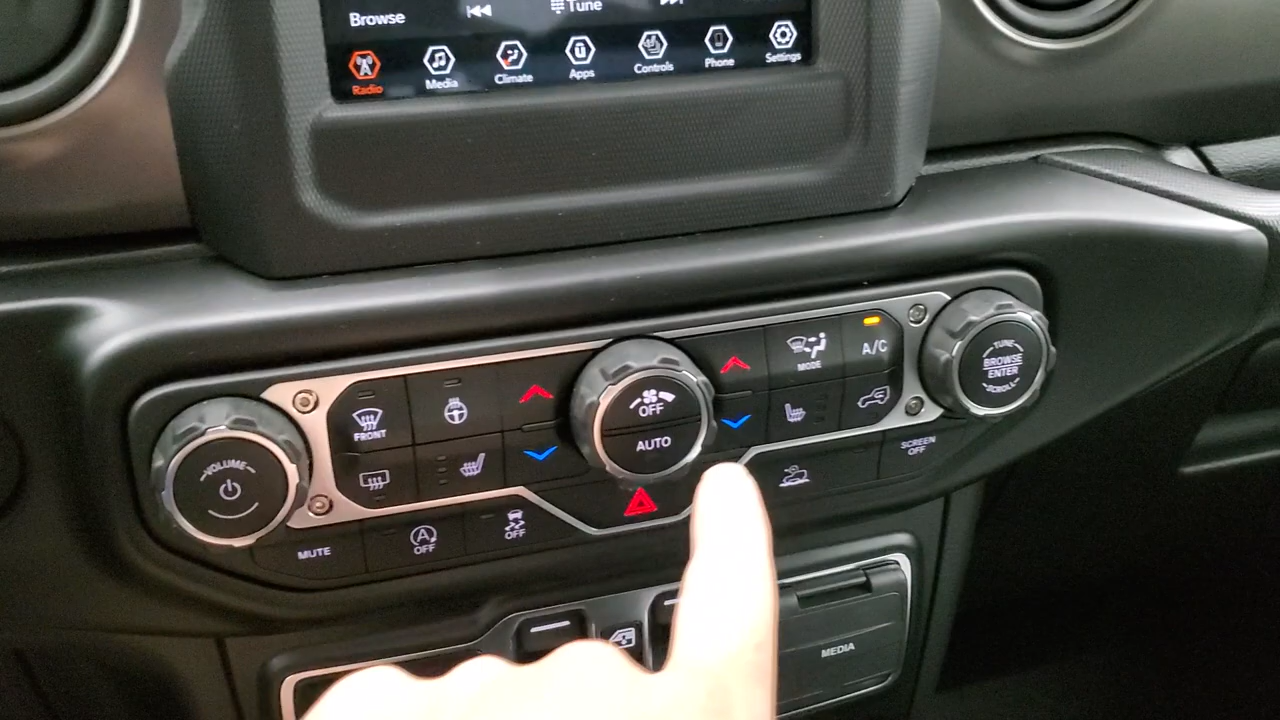 Browse
Tune
Radio
Media
Climate
Apps
Controls
Phone
Settings
VOLUME
FRONT
OFF
AUTO
MODE
A/C
TUNE
BROWSE
ENTER
SCROLL
MUTE
A
OFF
OFF
SCREEN
OFF
MEDIA